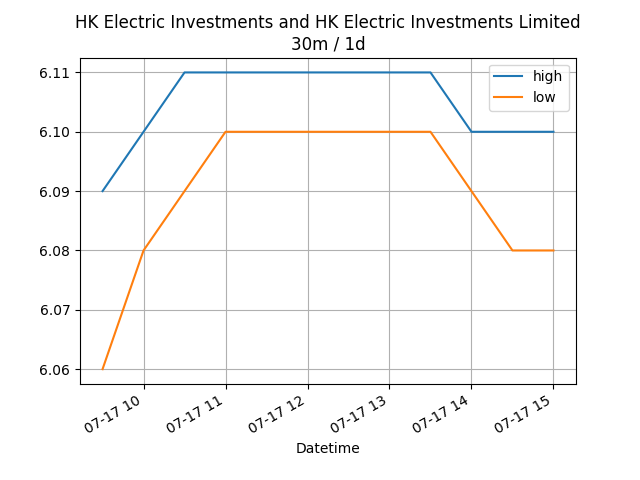 HK Electric Investments and HK Electric Investments Limited
30m / 1d
high
low
6.11
6.10
6.09
6.08
6.07
6.06
07-17 10
07-17 11
07-17 12
07-17 13
07-17 14
07-17 15
Datetime